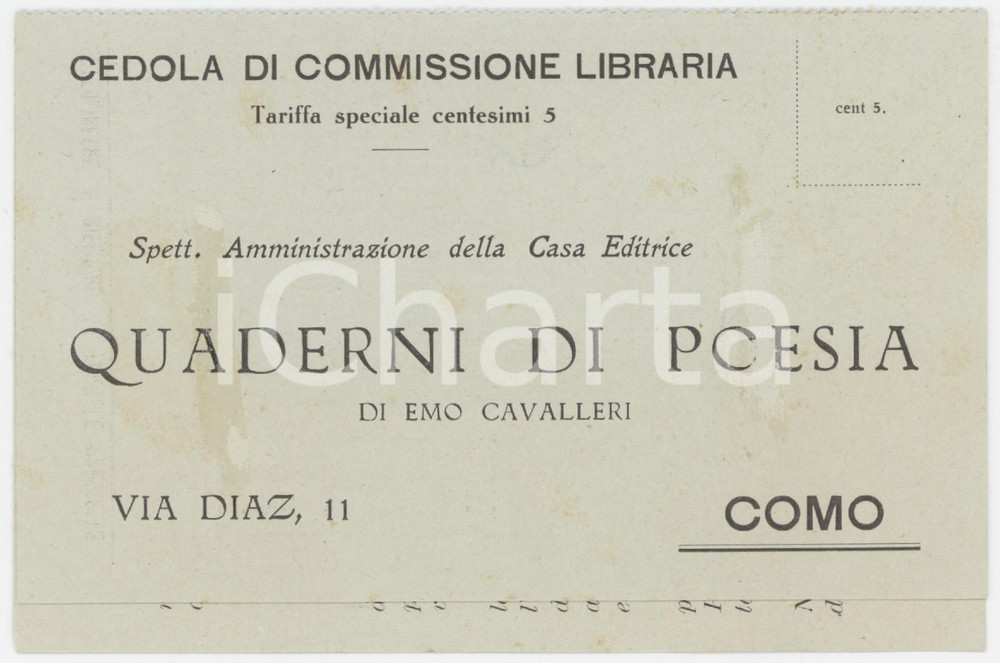 CEDOLA DI COMMISSIONE LIBRARIA
Tariffa speciale centesimi 5
cent 5.
Spett. Amministrazione della Casa Editrice
iCharta
QUADERNI DI POESIA
DI EMO CAVALLERI
VIA DIAZ, 11
COMO